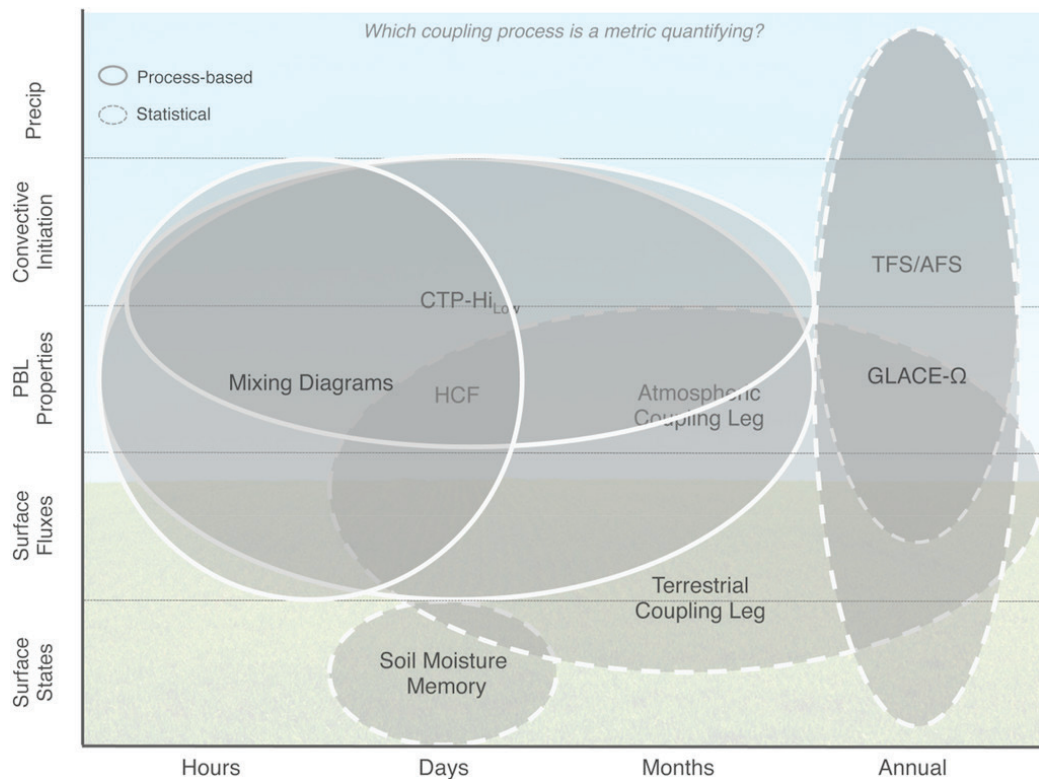 Which coupling process is a metric quantifying?
Process-based
Statistical
Precip
Convective
Initiation
PBL
Properties
Surface
Fluxes
Surface
States
TFS/AFS
CTP-HiLow
GLACE-Ω
Mixing Diagrams
HCF
Atmospheric
Coupling Leg
Terrestrial
Coupling Leg
Soil Moisture
Memory
Hours
Days
Months
Annual